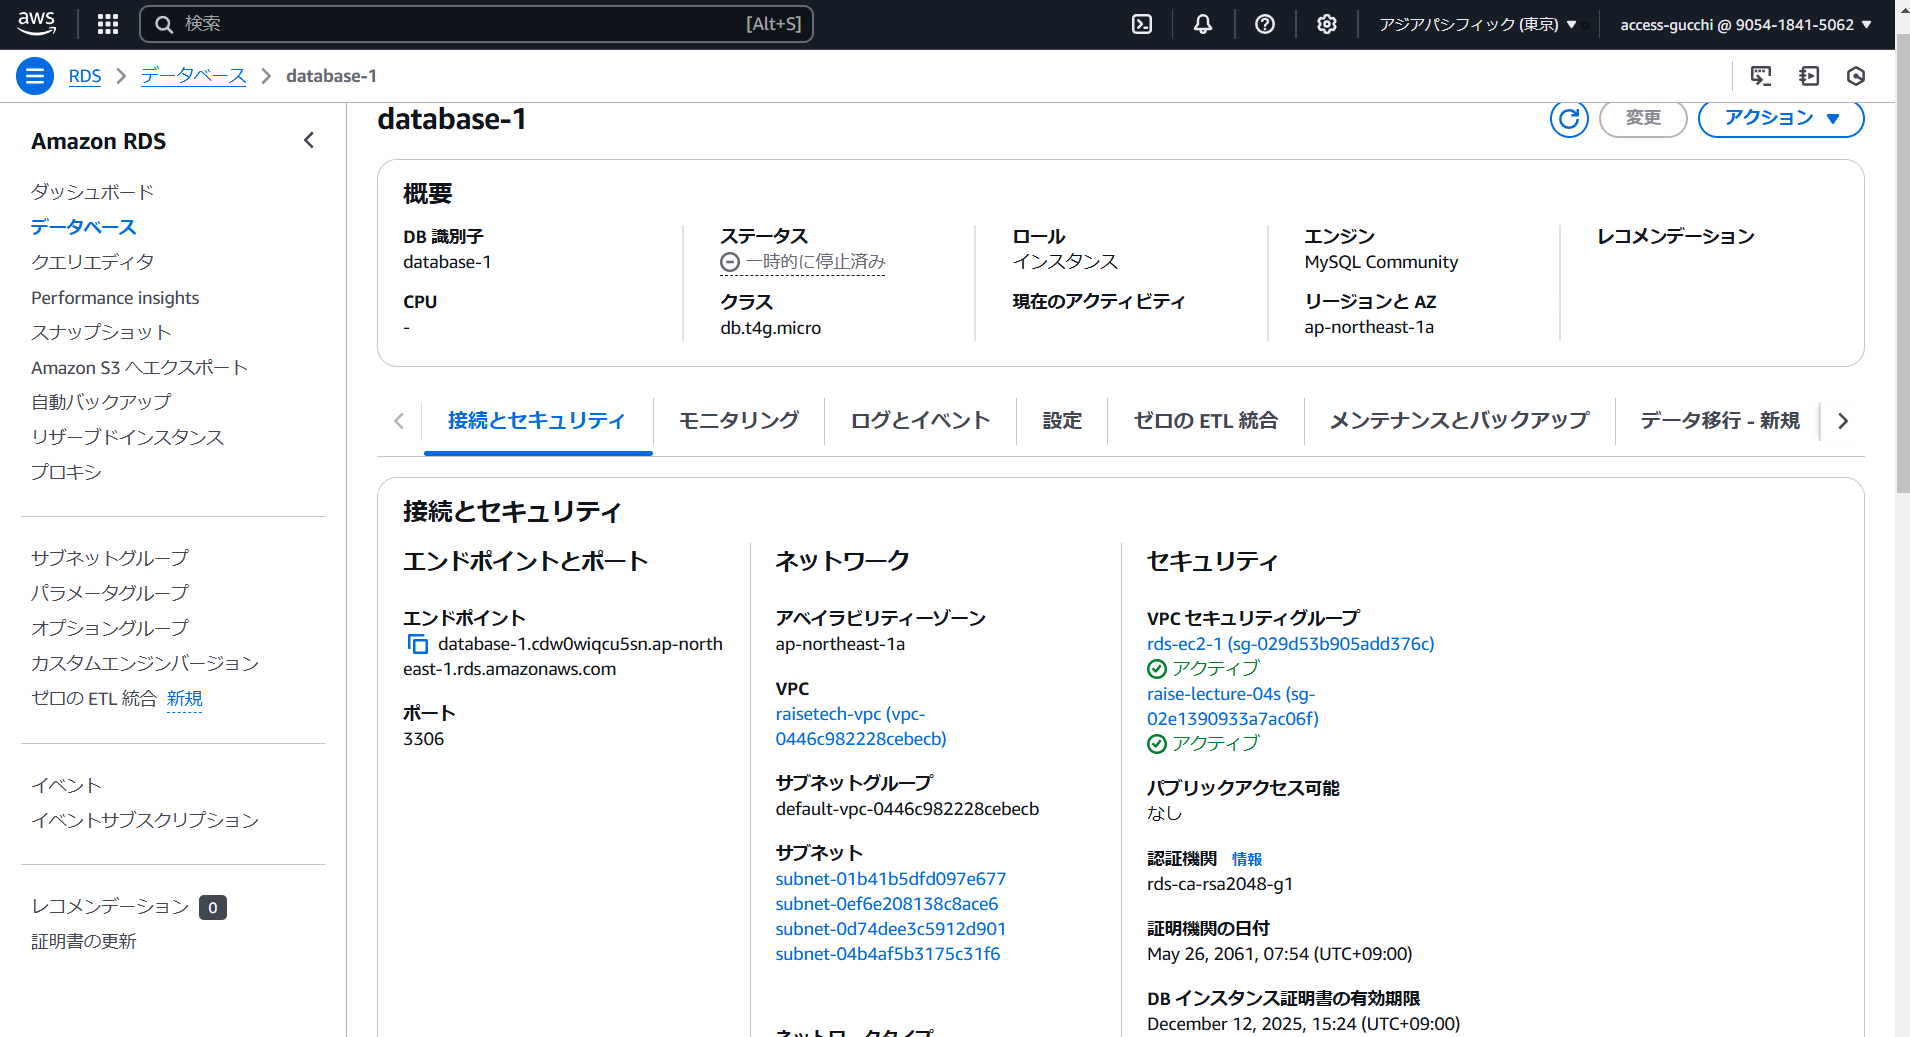 aws
検索
[Alt+S]
アジアパシフィック (東京) ▼
access-gucchi @ 9054-1841-5062 ▼
RDS
データベース
database-1
Amazon RDS
ダッシュボード
データベース
クエリエディタ
Performance insights
スナップショット
Amazon S3 へエクスポート
自動バックアップ
リザーブドインスタンス
プロキシ
サブネットグループ
パラメータグループ
オプショングループ
カスタムエンジンバージョン
ゼロの ETL 統合 新規
イベント
イベントサブスクリプション
レコメンデーション 0
証明書の更新
database-1
変更
アクション ▼
概要
DB 識別子
database-1
CPU
-
ステータス
一時的に停止済み
クラス
db.t4g.micro
ロール
インスタンス
現在のアクティビティ
エンジン
MySQL Community
リージョンと AZ
ap-northeast-1a
レコメンデーション
接続とセキュリティ
モニタリング
ログとイベント
設定
ゼロの ETL 統合
メンテナンスとバックアップ
データ移行 - 新規
接続とセキュリティ
エンドポイントとポート
エンドポイント
database-1.cdw0wiqcu5sn.ap-north
east-1.rds.amazonaws.com
ポート
3306
ネットワーク
アベイラビリティーゾーン
ap-northeast-1a
VPC
raisetech-vpc (vpc-
0446c982228cebecb)
サブネットグループ
default-vpc-0446c982228cebecb
サブネット
subnet-01b41b5dfd097e677
subnet-0ef6e208138c8ace6
subnet-0d74dee3c5912d901
subnet-04b4af5b3175c31f6
ネットワークタイプ
セキュリティ
VPC セキュリティグループ
rds-ec2-1 (sg-029d53b905add376c)
アクティブ
raise-lecture-04s (sg-
02e1390933a7ac06f)
アクティブ
パブリックアクセス可能
なし
認証機関 情報
rds-ca-rsa2048-g1
証明機関の日付
May 26, 2061, 07:54 (UTC+09:00)
DB インスタンス証明書の有効期限
December 12, 2025, 15:24 (UTC+09:00)